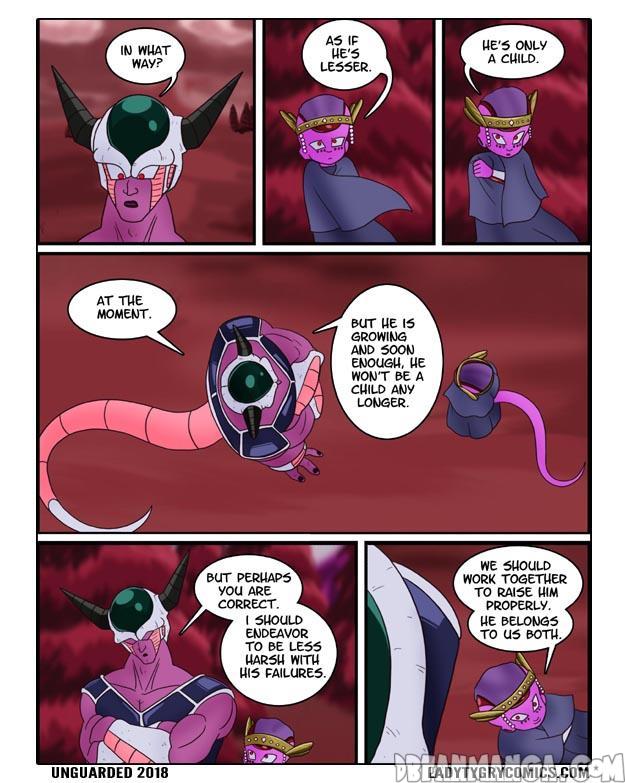 IN WHAT
WAY?
AS IF
HE'S
LESSER.
HE'S ONLY
A CHILD.
AT THE
MOMENT.
BUT HE IS
GROWING
AND SOON
ENOUGH, HE
WON'T BE A
CHILD ANY
LONGER.
BUT PERHAPS
YOU ARE
CORRECT.
I SHOULD
ENDEAVOR
TO BE LESS
HARSH WITH
HIS FAILURES.
WE SHOULD
WORK TOGETHER
TO RAISE HIM
PROPERLY.
HE BELONGS
TO US BOTH.
UNGUARDED 2018
LADYTYGRYCOMICS.COM
DBEANMANGA.COM